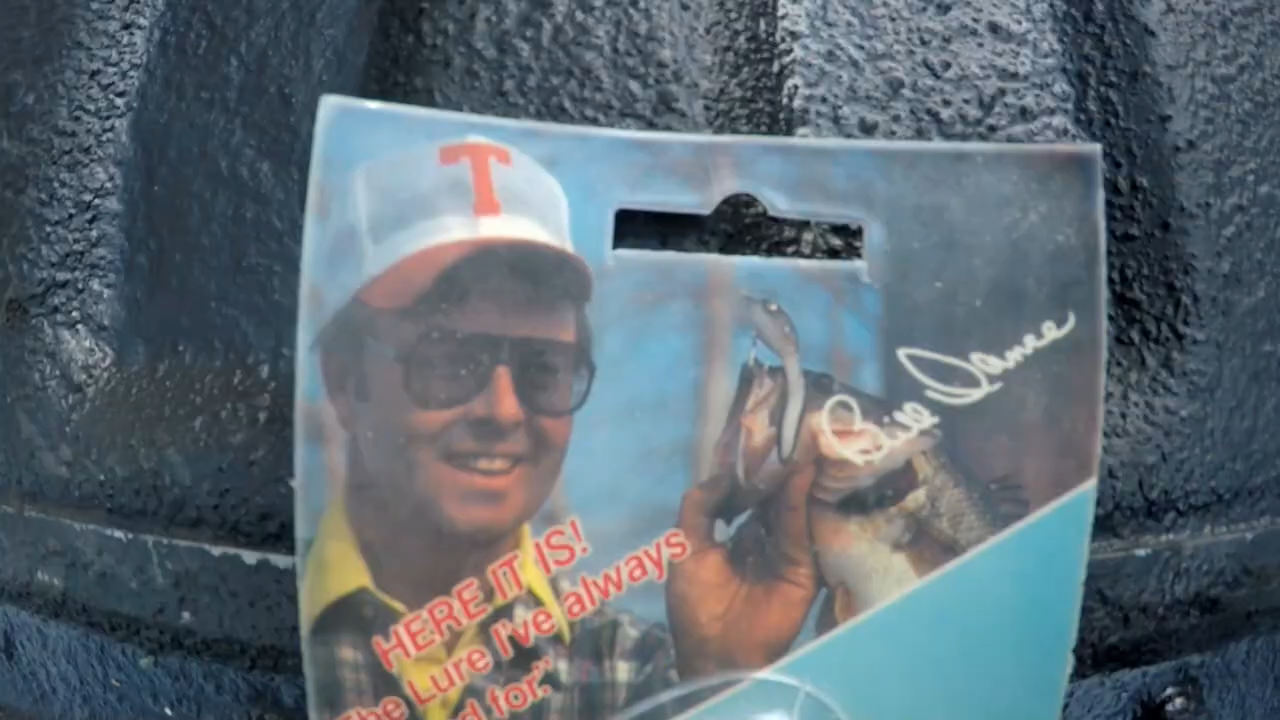 T
Bill Dance
HERE IT IS!
The Lure I've always
for."